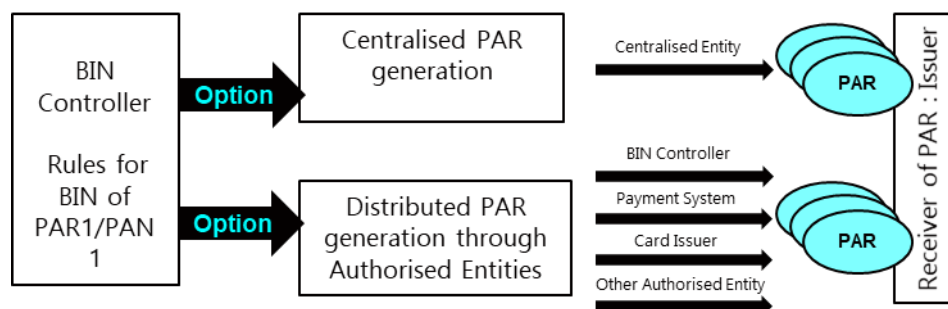 BIN
Controller
Rules for
BIN of
PAR1/PAN
1
Option
Option
Centralised PAR
generation
Distributed PAR
generation through
Authorised Entities
Centralised Entity
BIN Controller
Payment System
Card Issuer
Other Authorised Entity
PAR
PAR
Receiver of PAR : Issuer